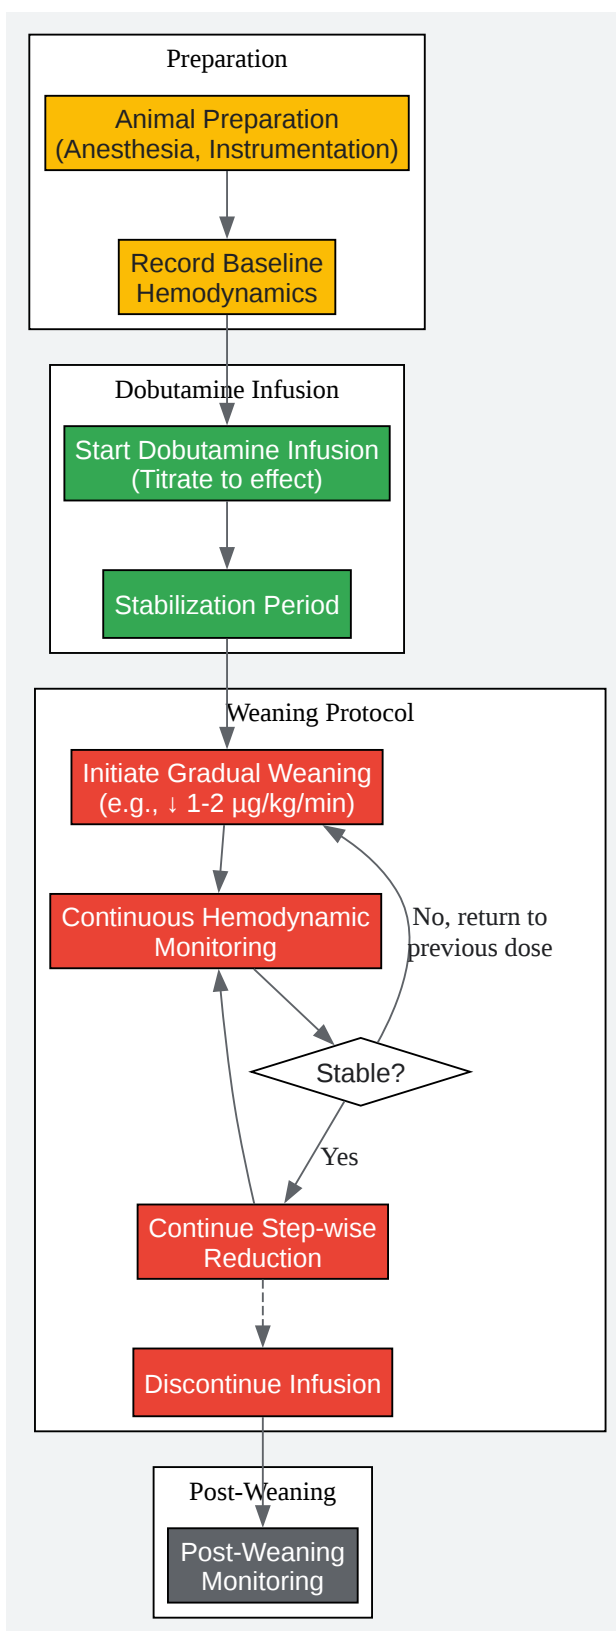 Preparation
Animal Preparation
(Anesthesia, Instrumentation)
Record Baseline
Hemodynamics
Dobutamine Infusion
Start Dobutamine Infusion
(Titrate to effect)
Stabilization Period
Weaning Protocol
Initiate Gradual Weaning
(e.g., ↓ 1-2 µg/kg/min)
Continuous Hemodynamic
Monitoring
No, return to
previous dose
Stable?
Yes
Continue Step-wise
Reduction
Discontinue Infusion
Post-Weaning
Post-Weaning
Monitoring